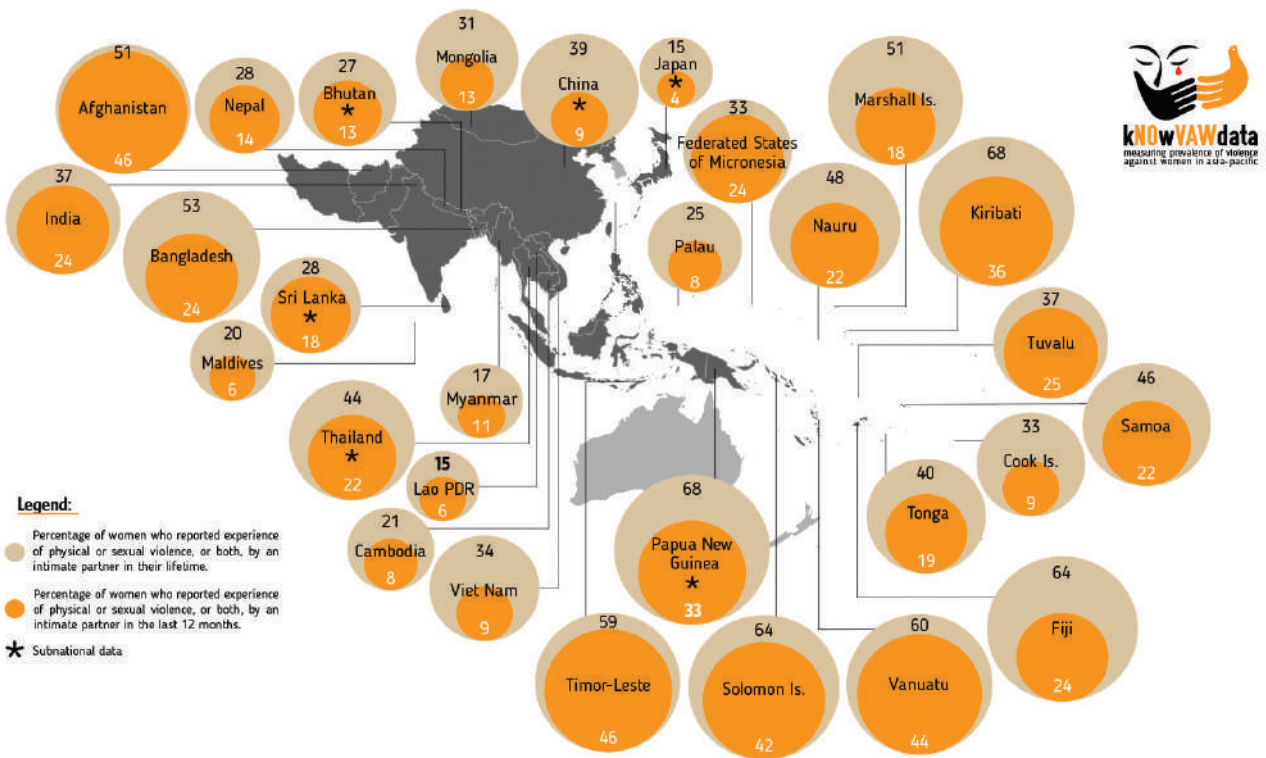 51
Afghanistan
46
28
Nepal
14
27
Bhutan
*
13
31
Mongolia
13
39
China
*
9
15
Japan
*
4
33
Federated States
of Micronesia
24
51
Marshall Is.
18
kNOwVAWdata
measuring prevalence of violence
against women in asia-pacific
37
India
24
53
Bangladesh
24
28
Sri Lanka
*
18
20
Maldives
6
25
Palau
8
48
Nauru
22
68
Kiribati
36
37
Tuvalu
25
44
Thailand
*
22
17
Myanmar
11
15
Lao PDR
6
21
Cambodia
8
34
Viet Nam
9
68
Papua New
Guinea
*
33
40
Tonga
19
33
Cook Is.
9
46
Samoa
22
59
Timor-Leste
46
64
Solomon Is.
42
60
Vanuatu
44
64
Fiji
24
Legend:
Percentage of women who reported experience
of physical or sexual violence, or both, by an
intimate partner in their lifetime.
Percentage of women who reported experience
of physical or sexual violence, or both, by an
intimate partner in the last 12 months.
* Subnational data